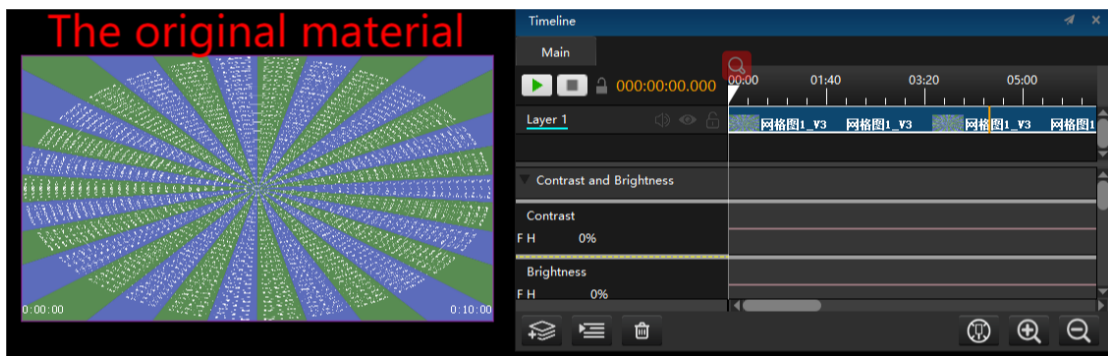 The original material
0:00:00
0:10:00
Timeline
Main
000:00:00.000
00:00 01:40 03:20 05:00
Layer 1
网格图1_V3 网格图1_V3 网格图1_V3 网格图1
Contrast and Brightness
Contrast
F H 0%
Brightness
F H 0%